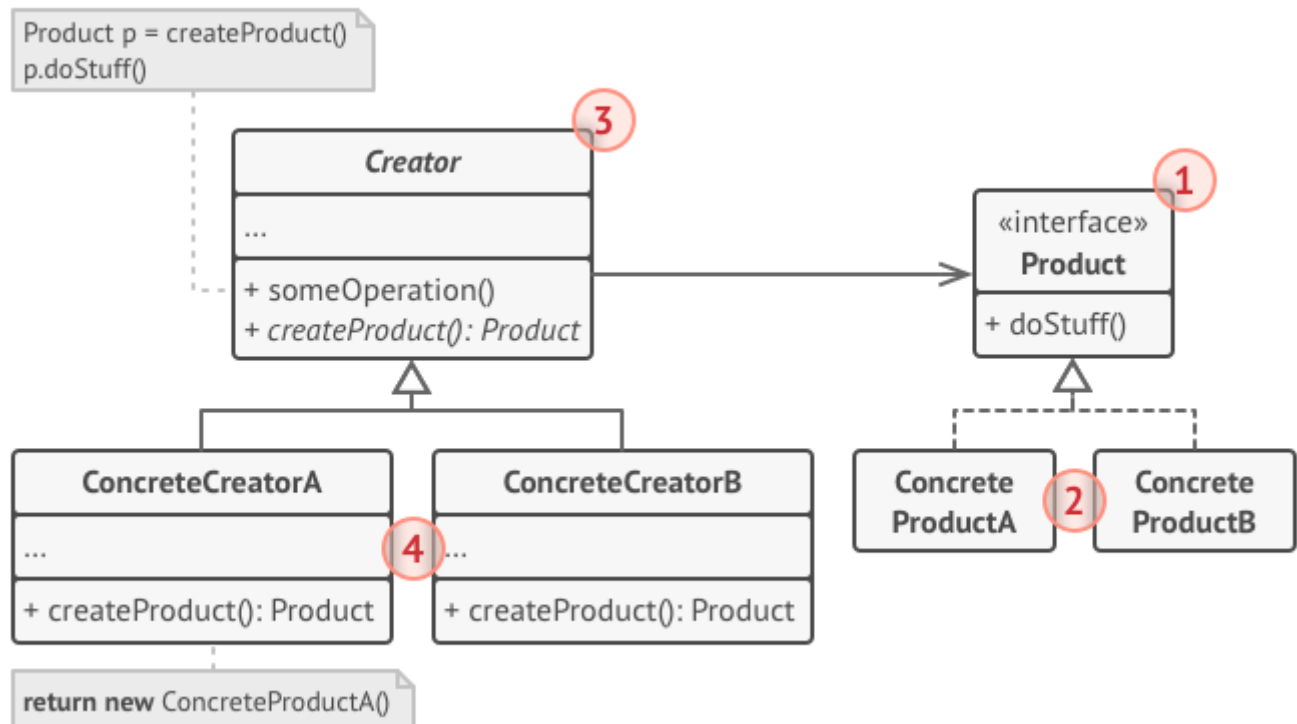 Product p = createProduct()
p.doStuff()
3
Creator
...
+ someOperation()
+ createProduct(): Product
1
«interface»
Product
+ doStuff()
ConcreteCreatorA
...
+ createProduct(): Product
4
ConcreteCreatorB
...
+ createProduct(): Product
Concrete
ProductA
2
Concrete
ProductB
return new ConcreteProductA()